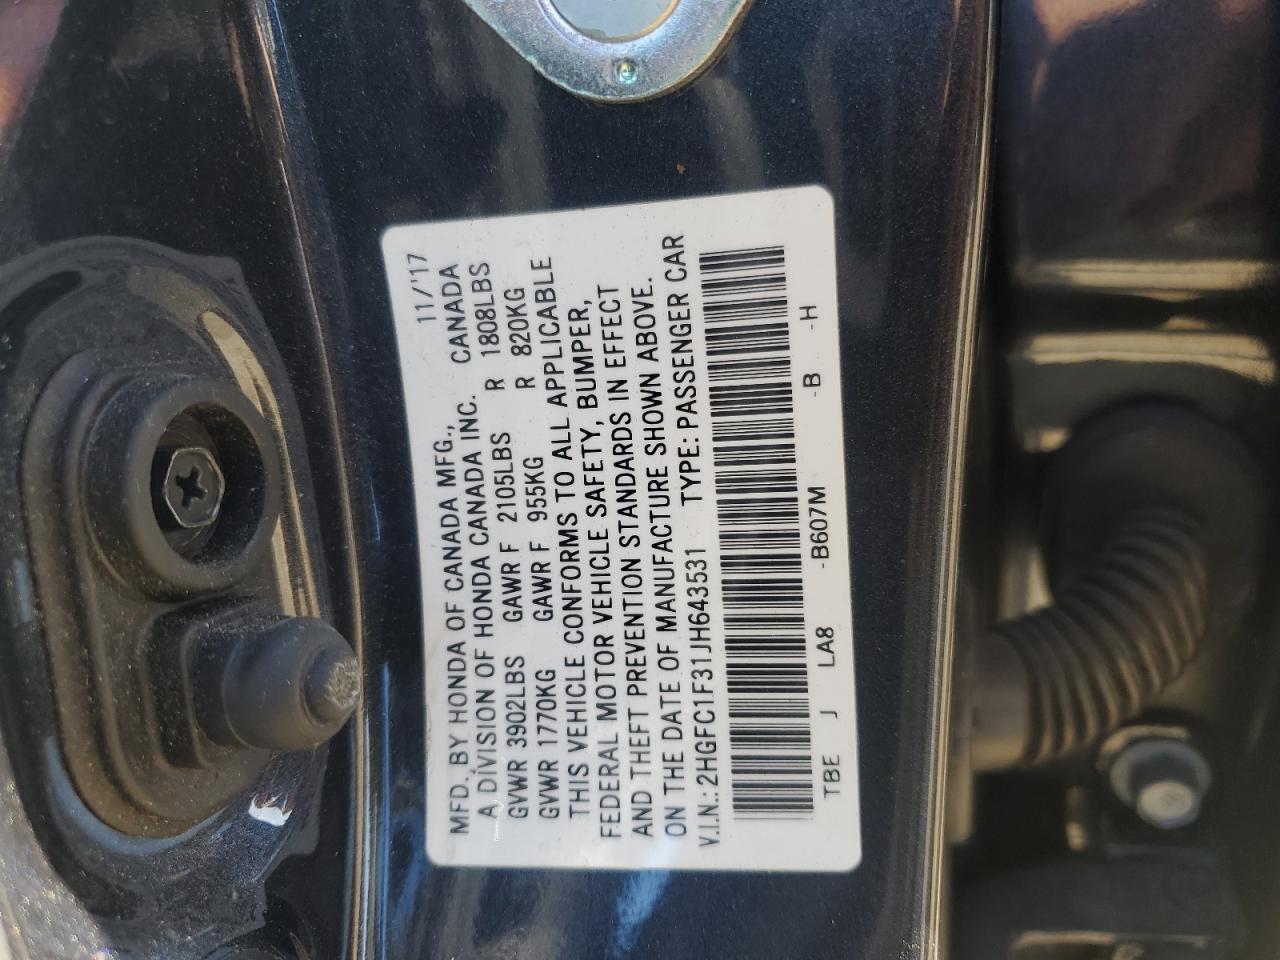 11/'17
MFD. BY HONDA OF CANADA MFG., CANADA
A DIVISION OF HONDA CANADA INC.
GVWR 3902LBS GAWR F 2105LBS R 1808LBS
GVWR 1770KG GAWR F 955KG R 820KG
THIS VEHICLE CONFORMS TO ALL APPLICABLE
FEDERAL MOTOR VEHICLE SAFETY, BUMPER,
AND THEFT PREVENTION STANDARDS IN EFFECT
ON THE DATE OF MANUFACTURE SHOWN ABOVE.
V.I.N.: 2HGFC1F31JH643531 TYPE: PASSENGER CAR
TBE J LA8 -B607M -B -H